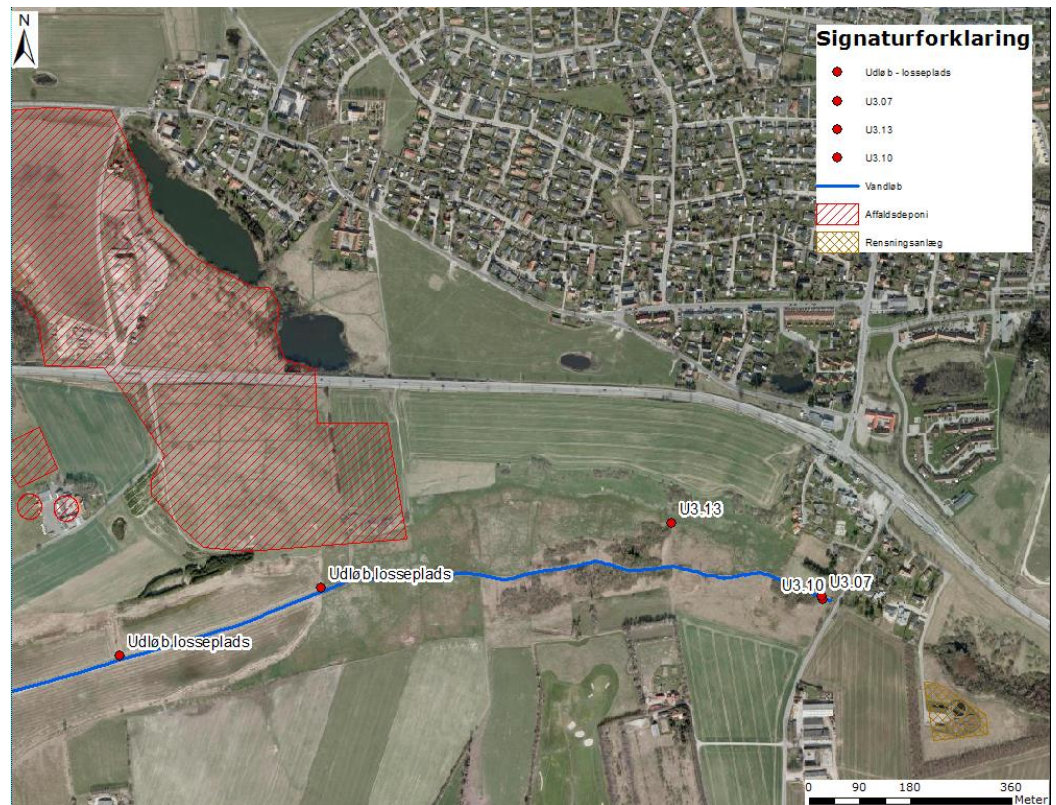 N
Signaturforklaring
Udløb - losseplads
U3.07
U3.13
U3.10
Vandløb
Affaldsdeponi
Rensningsanlæg
U3.13
Udløb losseplads
U3.10
U3.07
Udløb losseplads
0 90 180 360
Meter